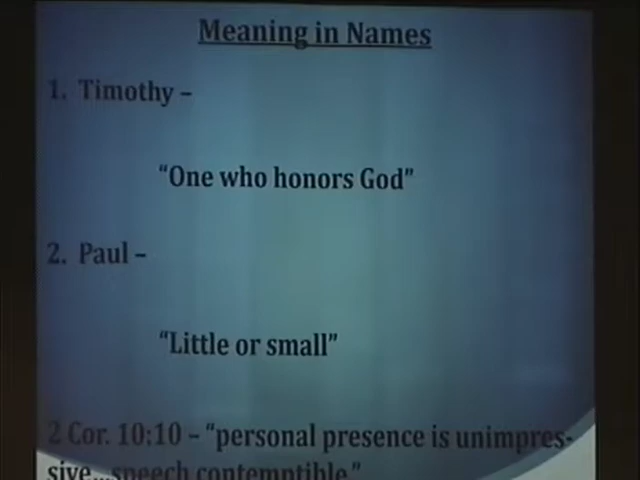 Meaning in Names
1. Timothy –
“One who honors God”
2. Paul –
“Little or small”
2 Cor. 10:10 – “personal presence is unimpres-
sive...speech contemptible.”